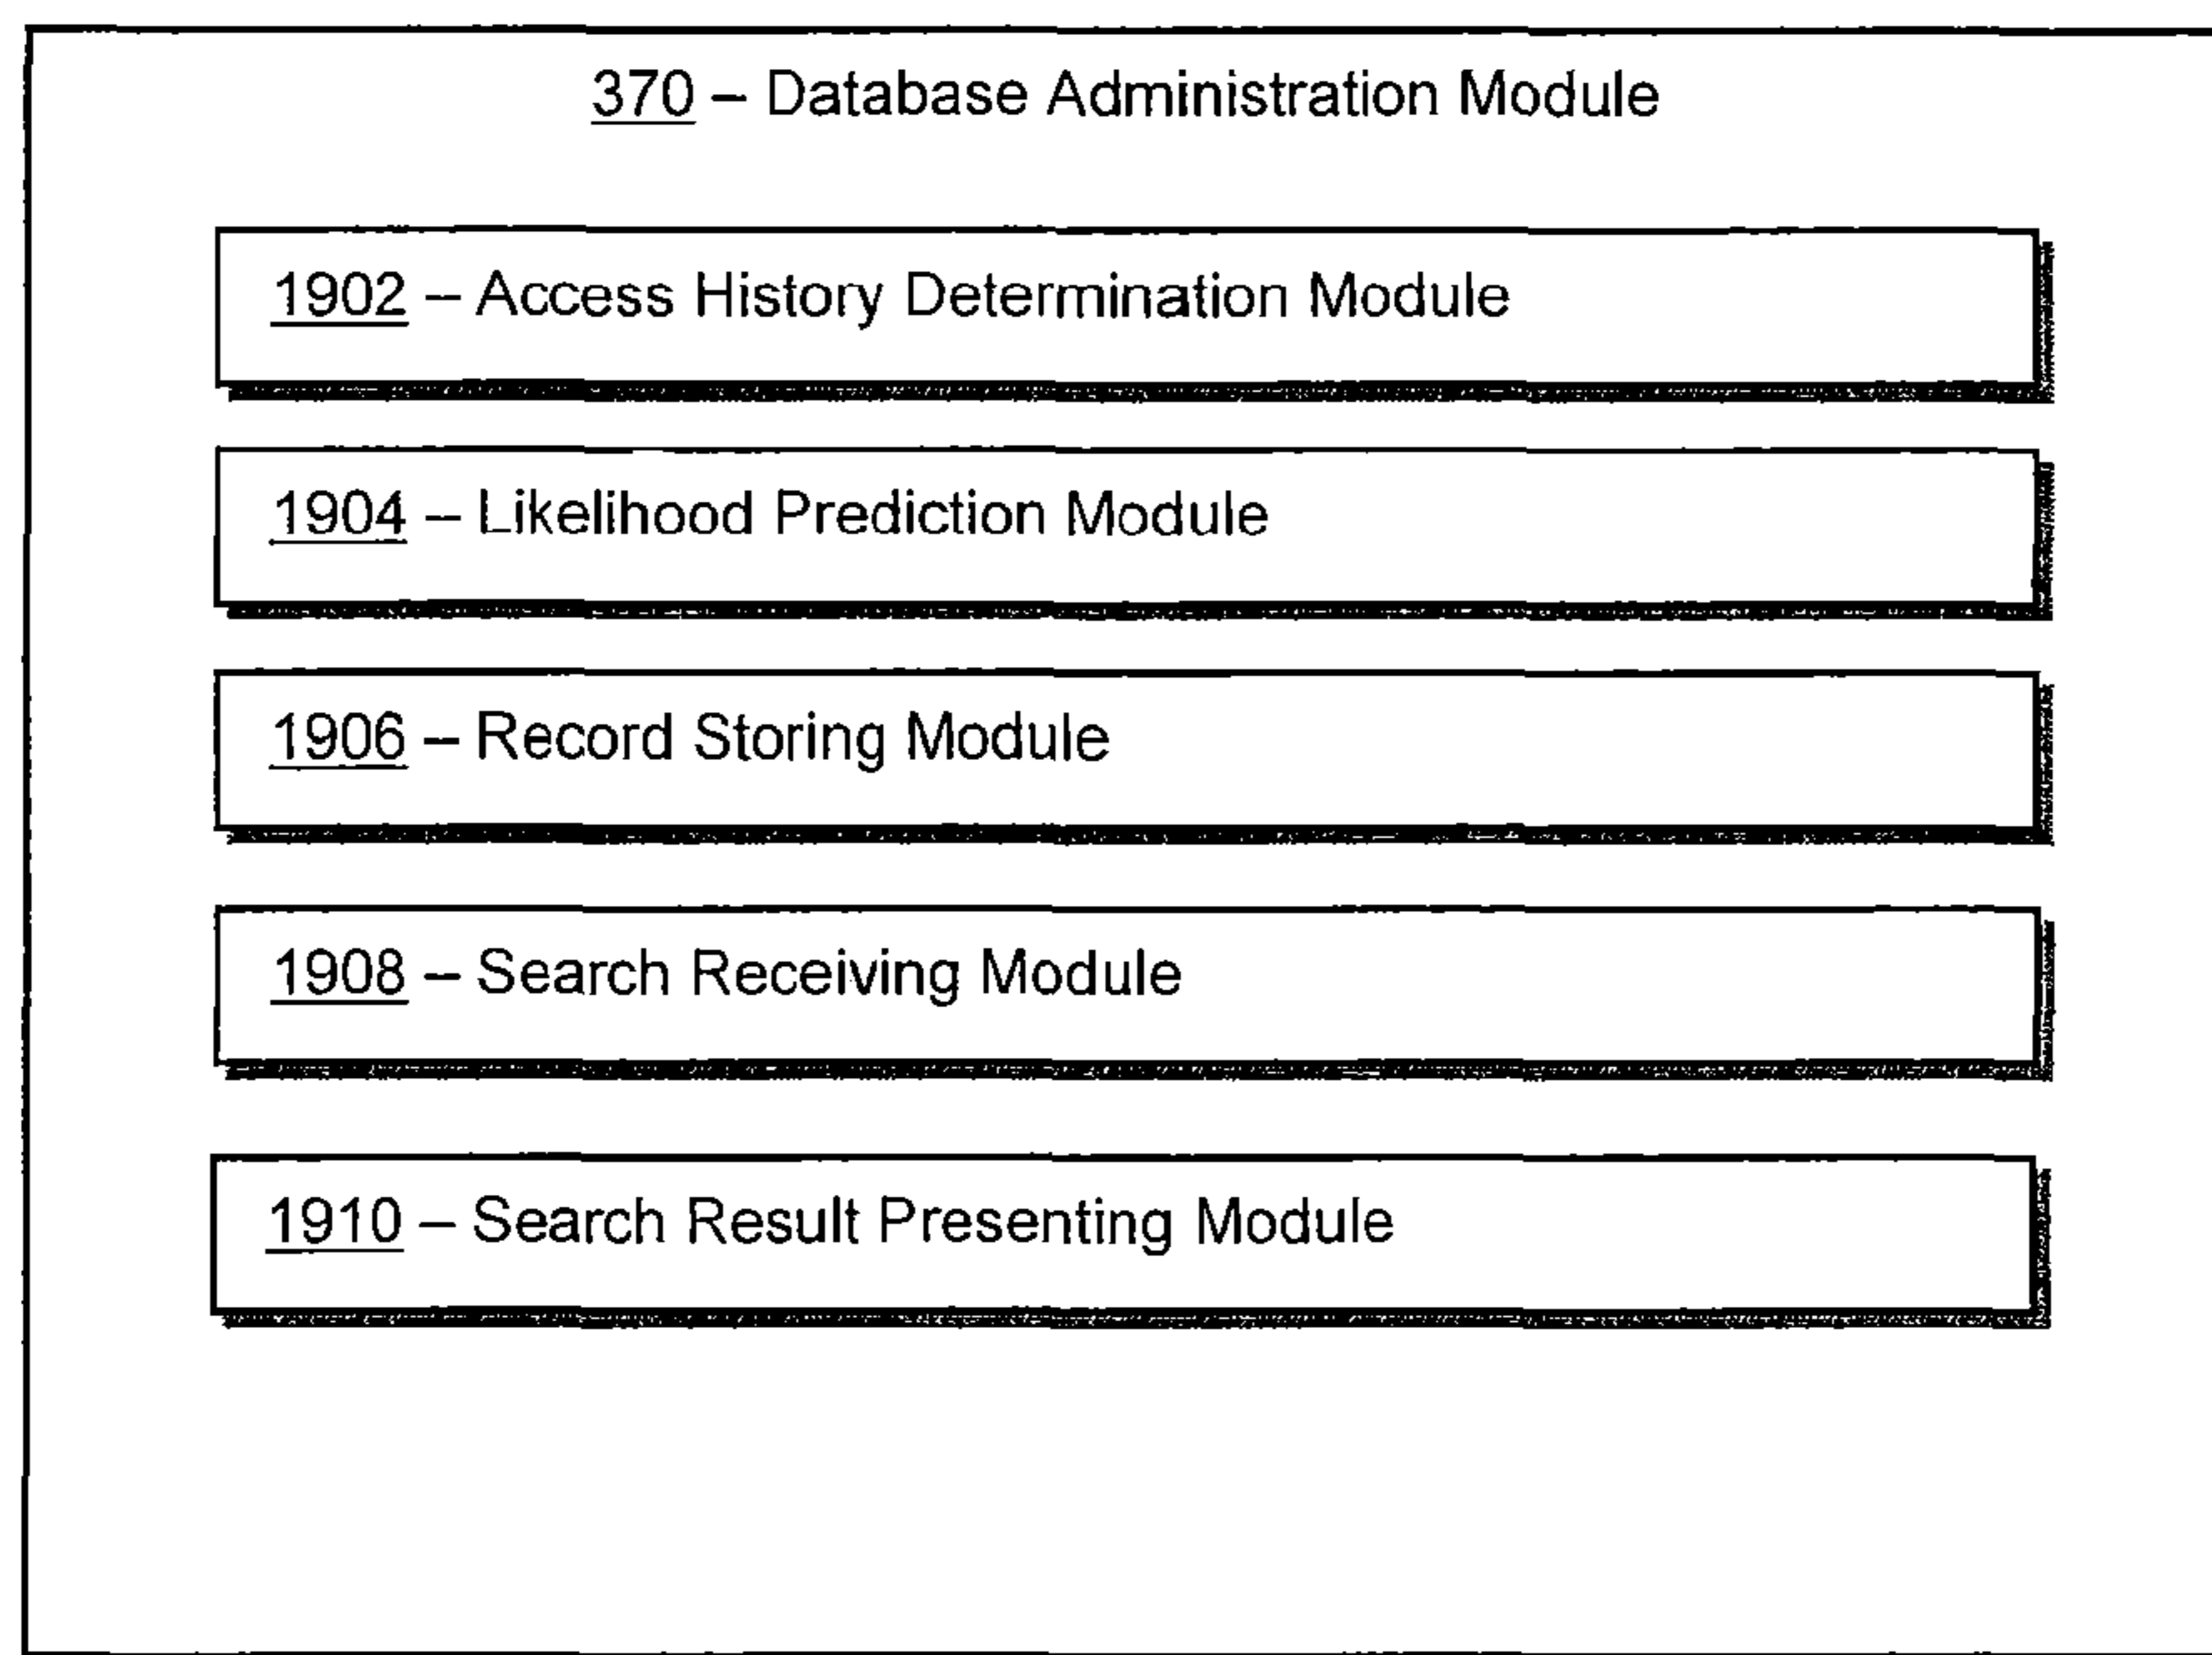 370 – Database Administration Module
1902 – Access History Determination Module
1904 – Likelihood Prediction Module
1906 – Record Storing Module
1908 – Search Receiving Module
1910 – Search Result Presenting Module